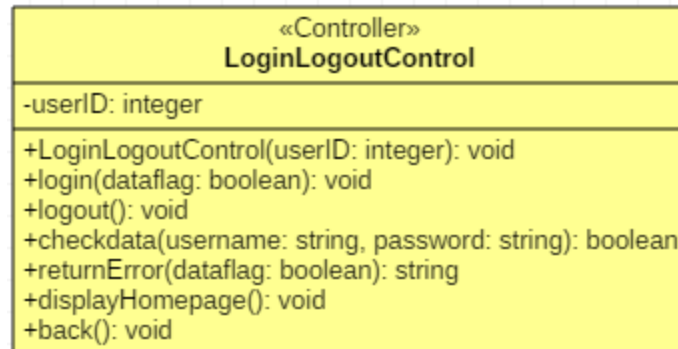 «Controller»
LoginLogoutControl
-userID: integer
+LoginLogoutControl(userID: integer): void
+login(dataflag: boolean): void
+logout(): void
+checkdata(username: string, password: string): boolean
+returnError(dataflag: boolean): string
+displayHomepage(): void
+back(): void